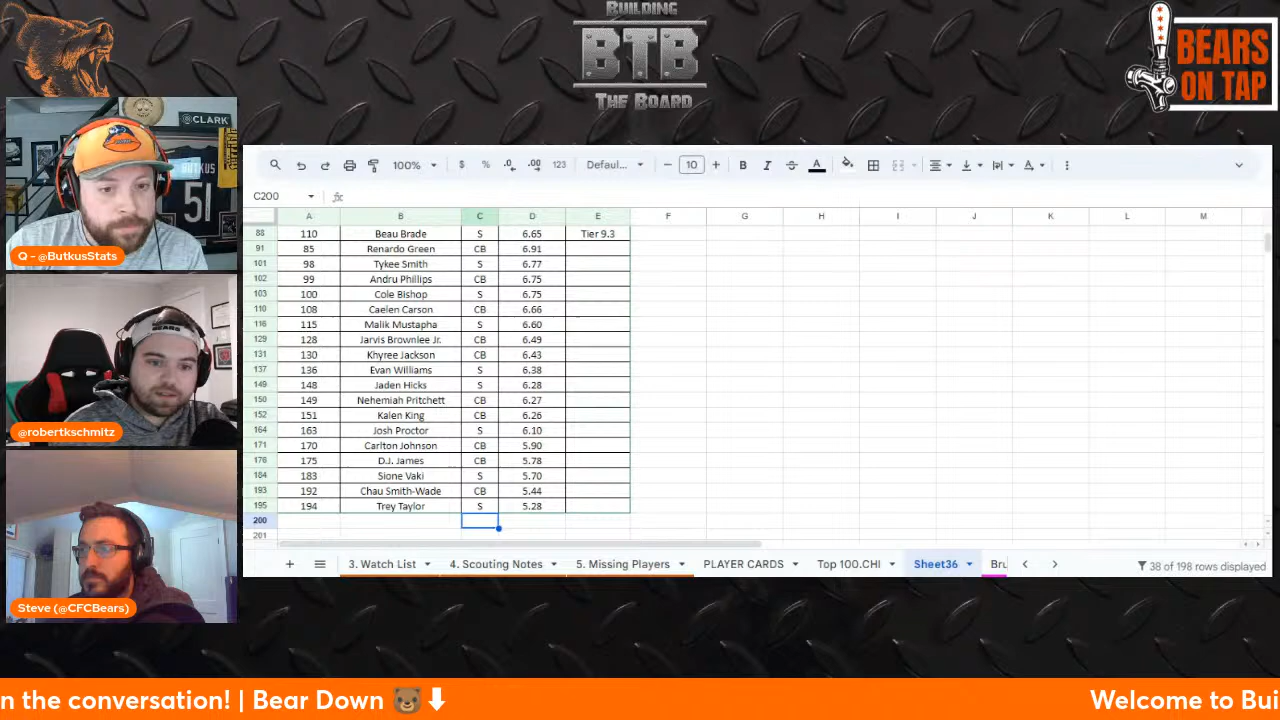 BUILDING
BTB
THE BOARD
BEARS
ON TAP
CLARK
BUTKUS
51
Q - @ButkusStats
BEARS
@robertkschmitz
Steve (@CFCBears)
100% $ % .0 .00 123 Defaul... − 10 + B I S A
C200 fx
A B C D E F G H I J K L M
88 110 Beau Brade S 6.65 Tier 9.3
91 85 Renardo Green CB 6.91
101 98 Tykee Smith S 6.77
102 99 Andru Phillips CB 6.75
103 100 Cole Bishop S 6.75
110 108 Caelen Carson CB 6.66
116 115 Malik Mustapha S 6.60
129 128 Jarvis Brownlee Jr. CB 6.49
131 130 Khyree Jackson CB 6.43
137 136 Evan Williams S 6.38
149 148 Jaden Hicks S 6.28
150 149 Nehemiah Pritchett CB 6.27
152 151 Kalen King CB 6.26
164 163 Josh Proctor S 6.10
171 170 Carlton Johnson CB 5.90
176 175 D.J. James CB 5.78
184 183 Sione Vaki S 5.70
193 192 Chau Smith-Wade CB 5.44
195 194 Trey Taylor S 5.28
200
201
3. Watch List 4. Scouting Notes 5. Missing Players PLAYER CARDS Top 100.CHI Sheet36 Bru 38 of 198 rows displayed
n the conversation! | Bear Down 🐻⬇ Welcome to Bui